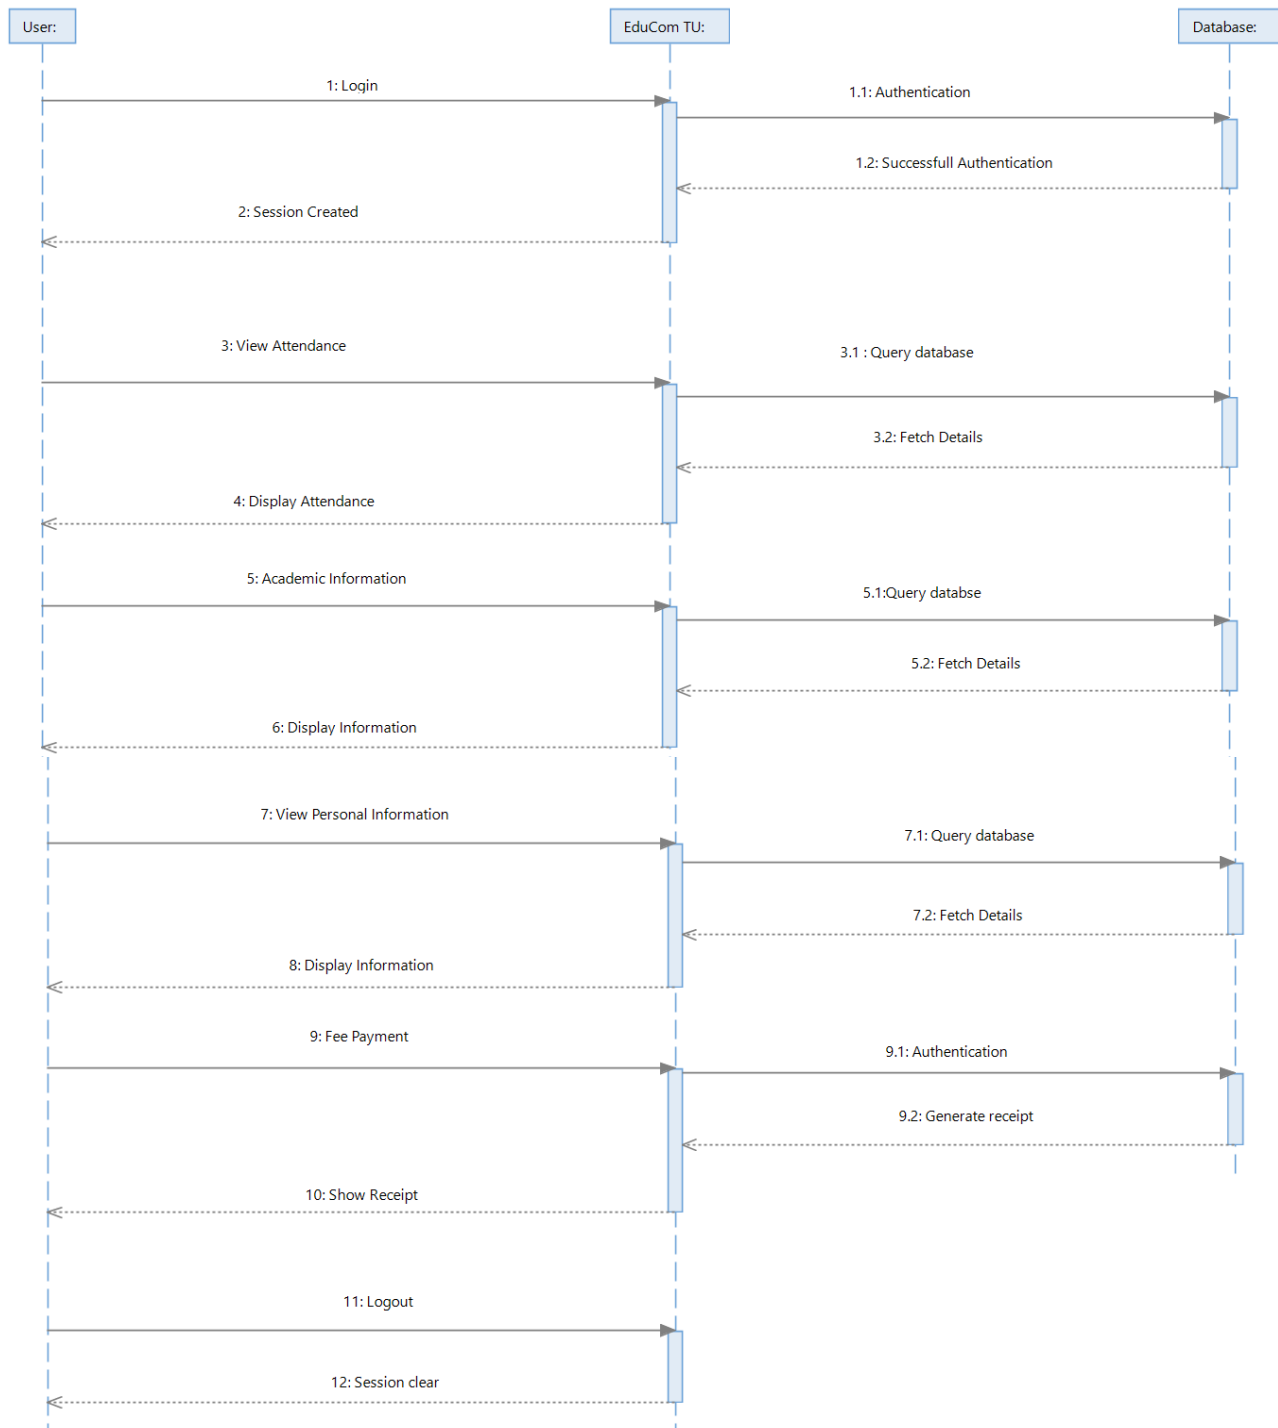 User:
EduCom TU:
Database:
1: Login
1.1: Authentication
1.2: Successfull Authentication
2: Session Created
3: View Attendance
3.1 : Query database
3.2: Fetch Details
4: Display Attendance
5: Academic Information
5.1:Query databse
5.2: Fetch Details
6: Display Information
7: View Personal Information
7.1: Query database
7.2: Fetch Details
8: Display Information
9: Fee Payment
9.1: Authentication
9.2: Generate receipt
10: Show Receipt
11: Logout
12: Session clear